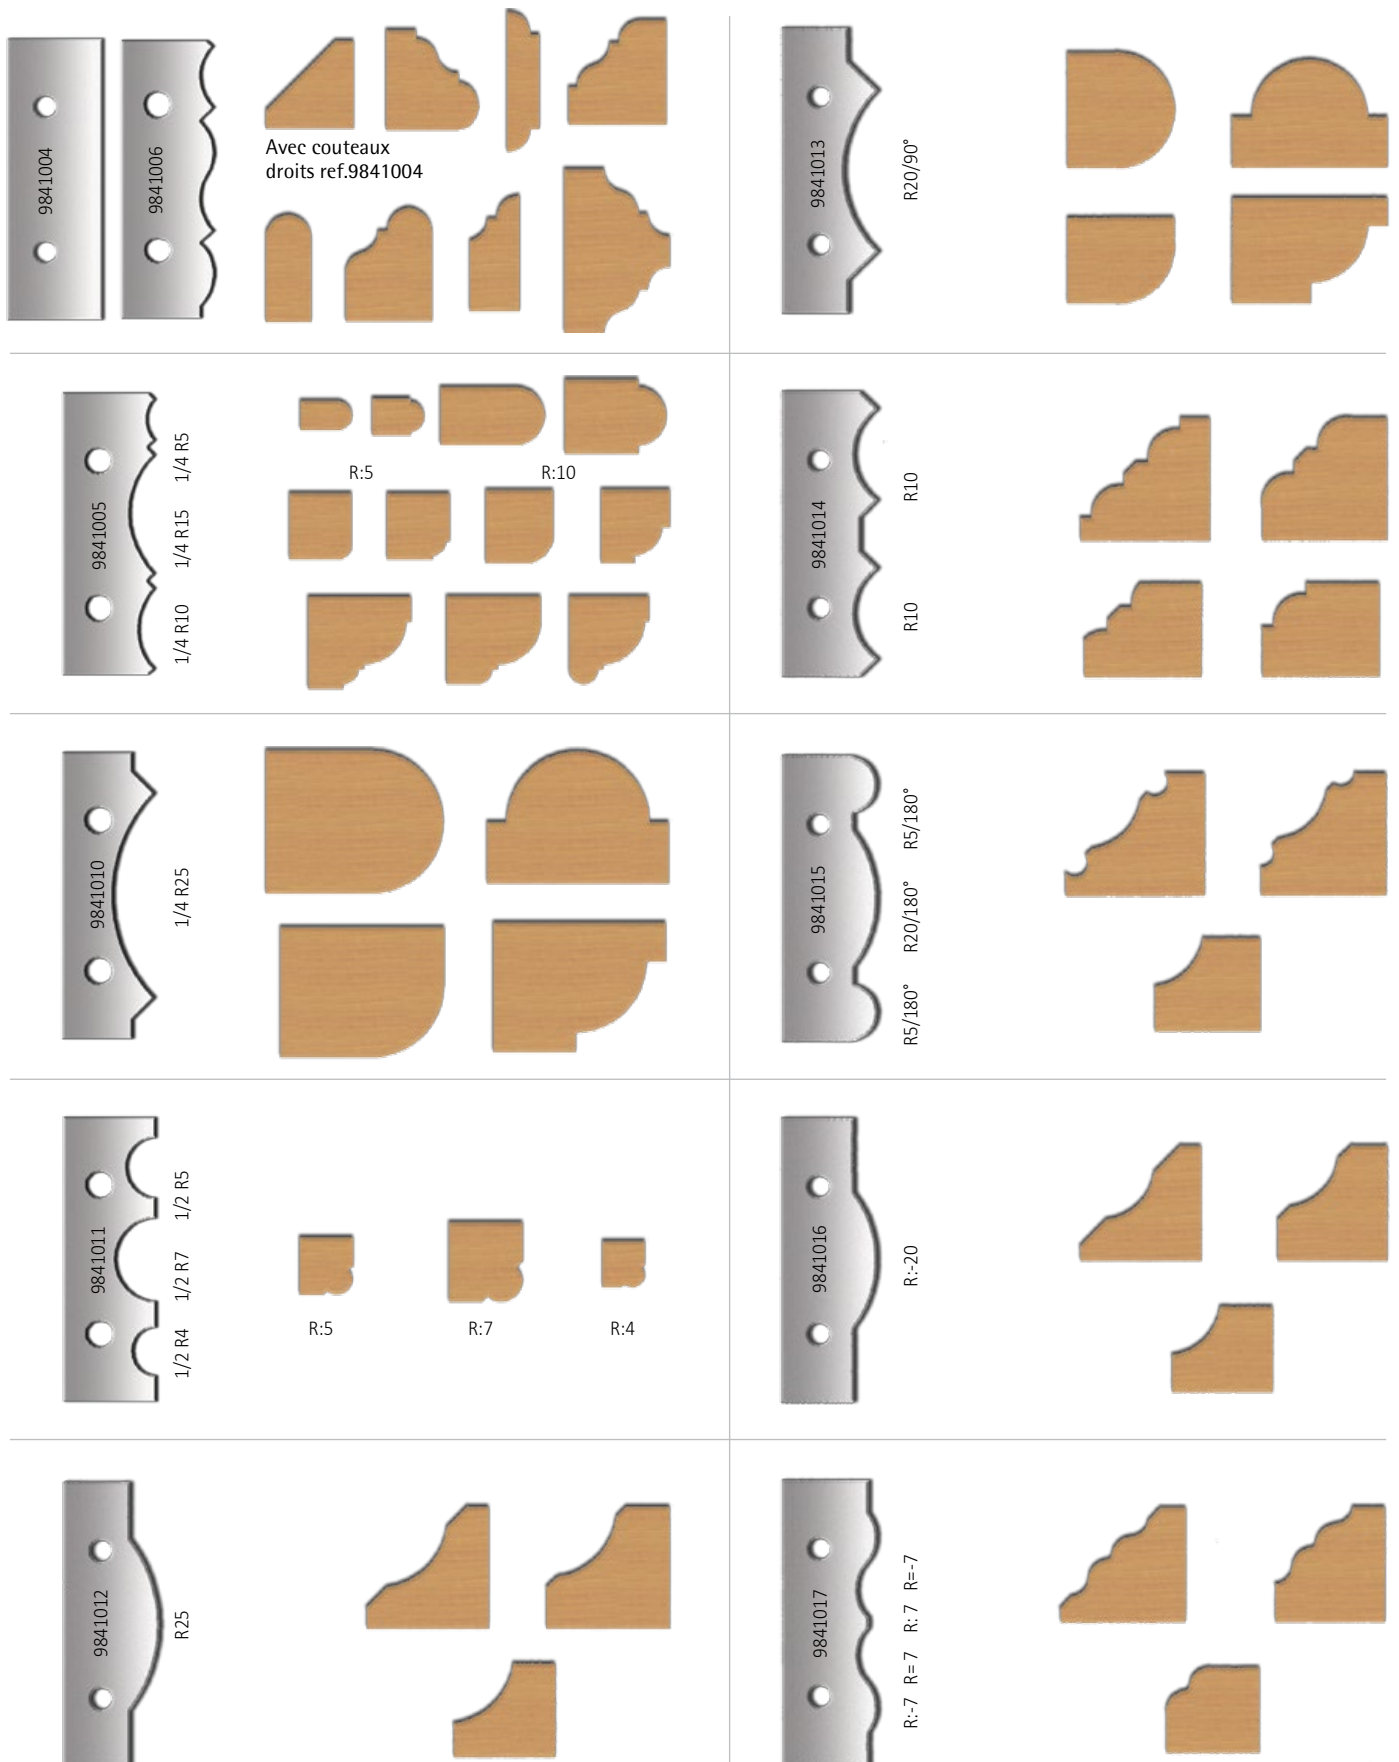 9841004
9841006
Avec couteaux
droits ref.9841004
9841013
R20/90°
9841005
1/4 R5
1/4 R15
1/4 R10
R:5
R:10
9841014
R10
R10
9841010
1/4 R25
9841015
R5/180°
R20/180°
R5/180°
9841011
1/2 R5
1/2 R7
1/2 R4
R:5
R:7
R:4
9841016
R:-20
9841012
R25
9841017
R:-7 R=7 R: 7 R=-7